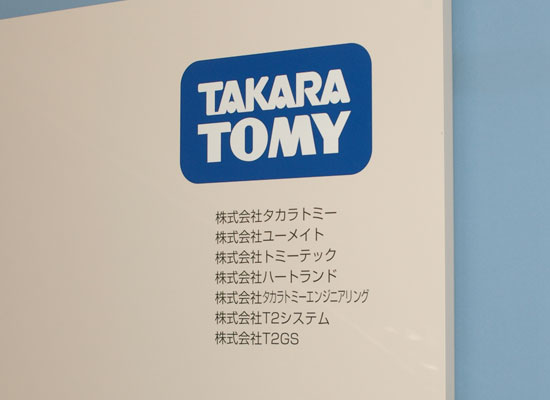 TAKARA
TOMY
株式会社タカラトミー
株式会社ユーメイト
株式会社トミーテック
株式会社ハートランド
株式会社タカラトミーエンジニアリング
株式会社T2システム
株式会社T2GS